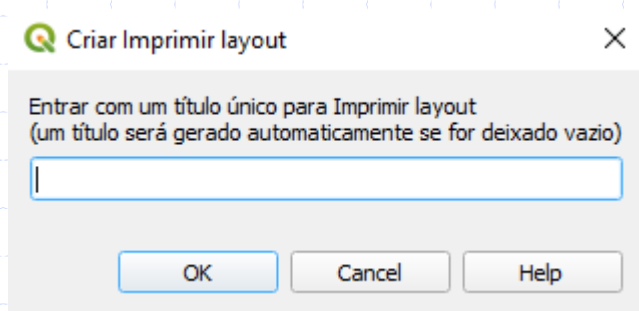 Criar Imprimir layout
Entrar com um título único para Imprimir layout
(um título será gerado automaticamente se for deixado vazio)
OK Cancel Help